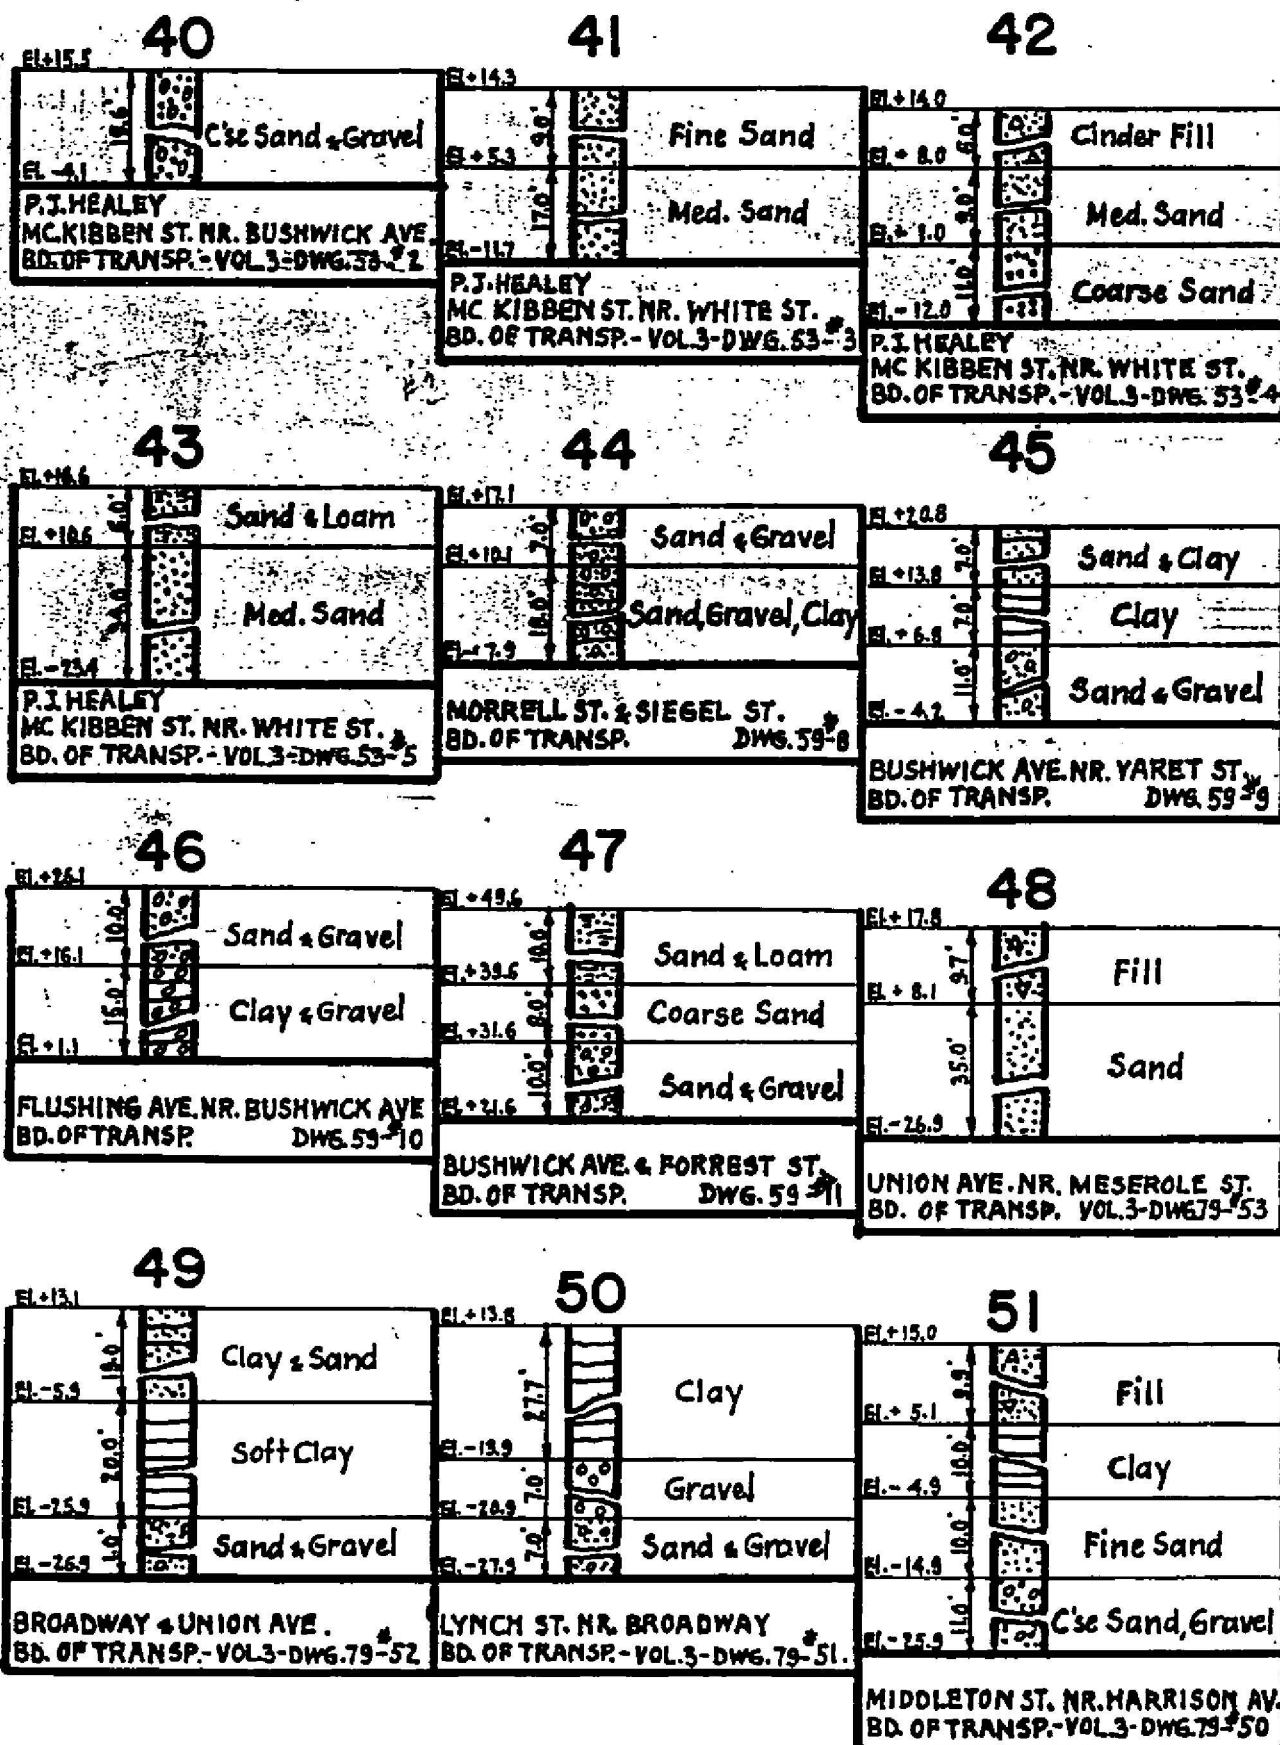 40
El.+15.5
19.6'
C'se Sand & Gravel
El. -4.1
P.J. HEALEY
MC.KIBBEN ST. NR. BUSHWICK AVE.
BD. OF TRANSP. - VOL.3-DWG.53-#2
41
El.+14.3
9.0'
Fine Sand
El.+5.3
17.0'
Med. Sand
El.-11.7
P.J. HEALEY
MC KIBBEN ST. NR. WHITE ST.
BD. OF TRANSP. - VOL.3-DWG. 53-#3
42
El.+14.0
6.0'
Cinder Fill
El.+ 8.0
9.0'
Med. Sand
El.+ 1.0
11.0'
Coarse Sand
El.- 12.0
P.J. HEALEY
MC KIBBEN ST. NR. WHITE ST.
BD. OF TRANSP. - VOL.3-DWG. 53-#4
43
El.+16.6
6.0'
Sand & Loam
El.+10.6
34.0'
Med. Sand
El.-23.4
P.J. HEALEY
MC KIBBEN ST. NR. WHITE ST.
BD. OF TRANSP. - VOL.3-DWG.53-#5
44
El.+17.1
7.0'
Sand & Gravel
El.+10.1
18.0'
Sand, Gravel, Clay
El.-7.9
MORRELL ST. & SIEGEL ST.
BD. OF TRANSP. DWG. 59-#8
45
El.+20.8
7.0'
Sand & Clay
El.+13.8
7.0'
Clay
El.+ 6.8
11.0'
Sand & Gravel
El. - 4.2
BUSHWICK AVE. NR. YARET ST.
BD. OF TRANSP. DWG. 59-#9
46
El.+26.1
10.0'
Sand & Gravel
El.+16.1
15.0'
Clay & Gravel
El.+1.1
FLUSHING AVE. NR. BUSHWICK AVE
BD. OF TRANSP. DWG. 59-#10
47
El.+49.6
10.0'
Sand & Loam
El.+39.6
8.0'
Coarse Sand
El.+31.6
10.0'
Sand & Gravel
El.+21.6
BUSHWICK AVE. & FORREST ST.
BD. OF TRANSP. DWG. 59-#11
48
El.+17.8
9.7'
Fill
El.+ 8.1
35.0'
Sand
El.-26.9
UNION AVE. NR. MESEROLE ST.
BD. OF TRANSP. VOL.3-DWG79-#53
49
El.+13.1
19.0'
Clay & Sand
El.-5.9
20.0'
Soft Clay
El.-25.9
1.0'
Sand & Gravel
El.-26.9
BROADWAY & UNION AVE.
BD. OF TRANSP. - VOL.3-DWG.79-#52
50
El.+13.8
27.7'
Clay
El.-13.9
7.0'
Gravel
El.-20.9
7.0'
Sand & Gravel
El.-27.9
LYNCH ST. NR. BROADWAY
BD. OF TRANSP. - VOL.3-DWG.79-#51.
51
El.+15.0
9.9'
Fill
El.+ 5.1
10.0'
Clay
El.- 4.9
10.0'
Fine Sand
El.-14.9
11.0'
C'se Sand, Gravel
El.-25.9
MIDDLETON ST. NR. HARRISON AV.
BD. OF TRANSP.-VOL.3-DWG.79-#50